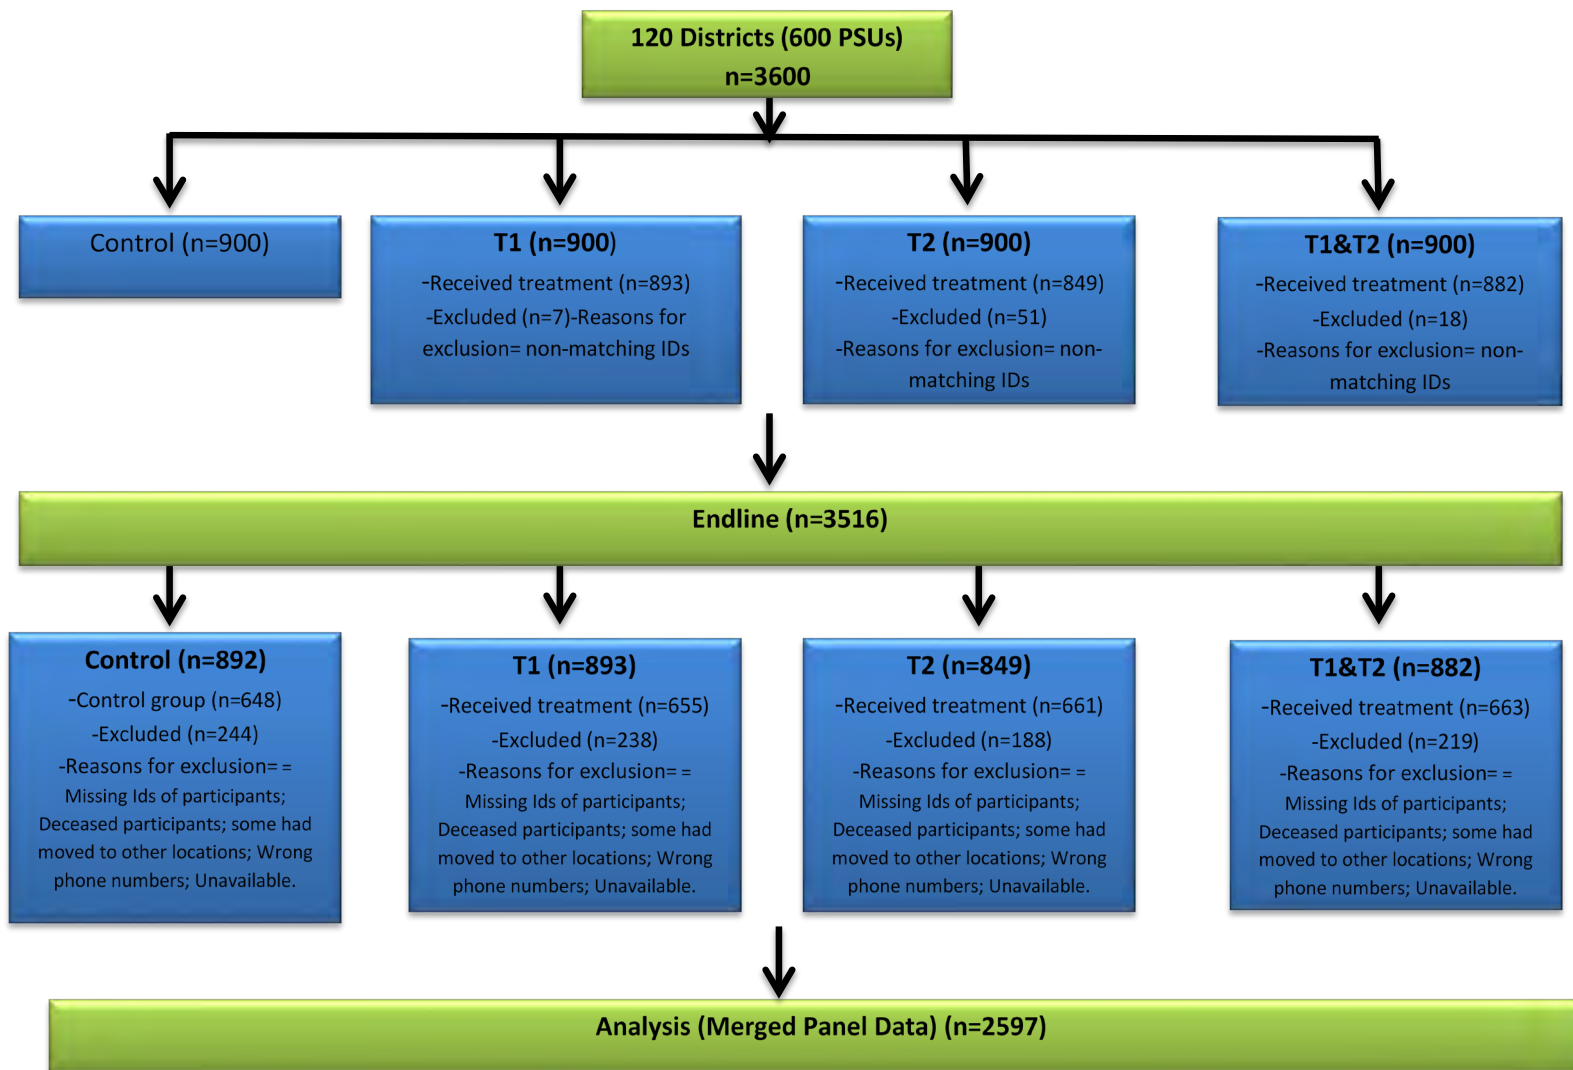 120 Districts (600 PSUs)
n=3600
Control (n=900)
T1 (n=900)
-Received treatment (n=893)
-Excluded (n=7)-Reasons for
exclusion= non-matching IDs
T2 (n=900)
-Received treatment (n=849)
-Excluded (n=51)
-Reasons for exclusion= non-
matching IDs
T1&T2 (n=900)
-Received treatment (n=882)
-Excluded (n=18)
-Reasons for exclusion= non-
matching IDs
Endline (n=3516)
Control (n=892)
-Control group (n=648)
-Excluded (n=244)
-Reasons for exclusion= =
Missing Ids of participants;
Deceased participants; some had
moved to other locations; Wrong
phone numbers; Unavailable.
T1 (n=893)
-Received treatment (n=655)
-Excluded (n=238)
-Reasons for exclusion= =
Missing Ids of participants;
Deceased participants; some had
moved to other locations; Wrong
phone numbers; Unavailable.
T2 (n=849)
-Received treatment (n=661)
-Excluded (n=188)
-Reasons for exclusion= =
Missing Ids of participants;
Deceased participants; some had
moved to other locations; Wrong
phone numbers; Unavailable.
T1&T2 (n=882)
-Received treatment (n=663)
-Excluded (n=219)
-Reasons for exclusion= =
Missing Ids of participants;
Deceased participants; some had
moved to other locations; Wrong
phone numbers; Unavailable.
Analysis (Merged Panel Data) (n=2597)